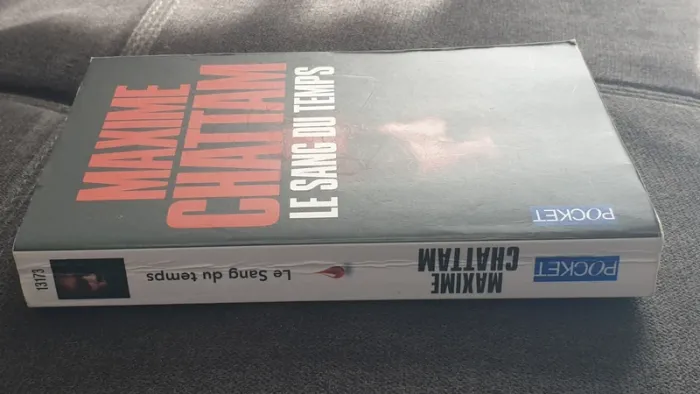 MAXIME
CHATTAM
LE SANG DU TEMPS
POCKET
13173
Le Sang du temps
MAXIME
CHATTAM
POCKET